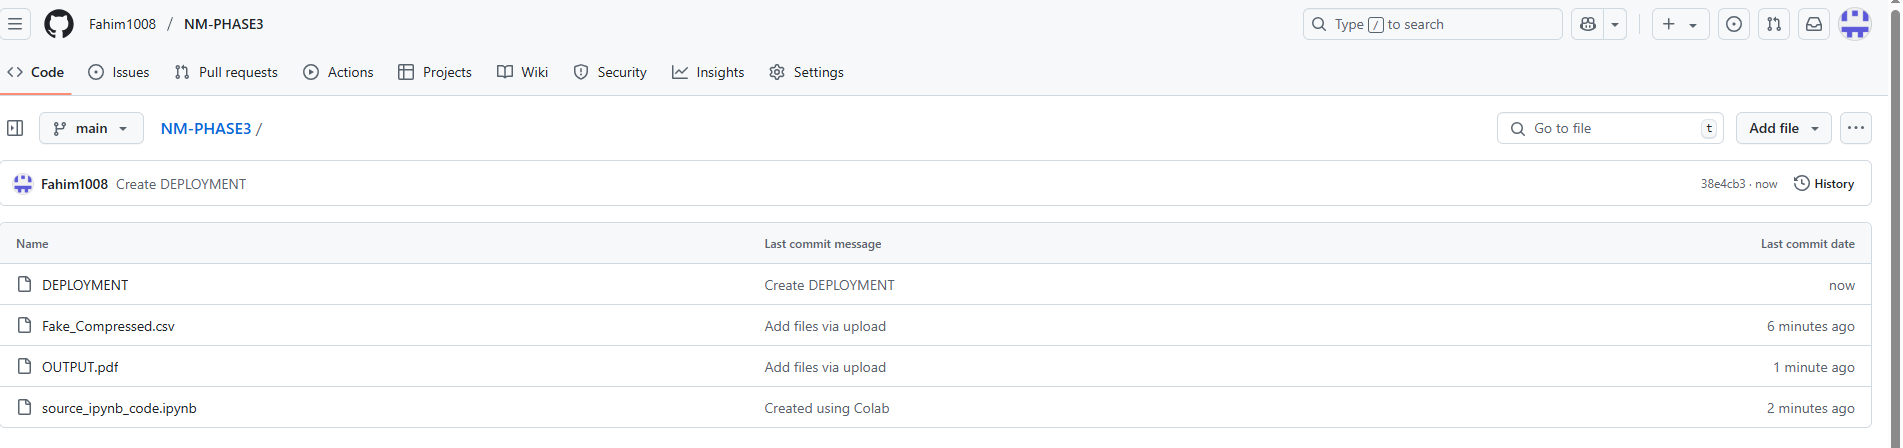 Fahim1008 / NM-PHASE3 Type / to search
Code Issues Pull requests Actions Projects Wiki Security Insights Settings
main NM-PHASE3 / Go to file t Add file
Fahim1008 Create DEPLOYMENT 38e4cb3 · now History
Name Last commit message Last commit date
DEPLOYMENT Create DEPLOYMENT now
Fake_Compressed.csv Add files via upload 6 minutes ago
OUTPUT.pdf Add files via upload 1 minute ago
source_ipynb_code.ipynb Created using Colab 2 minutes ago